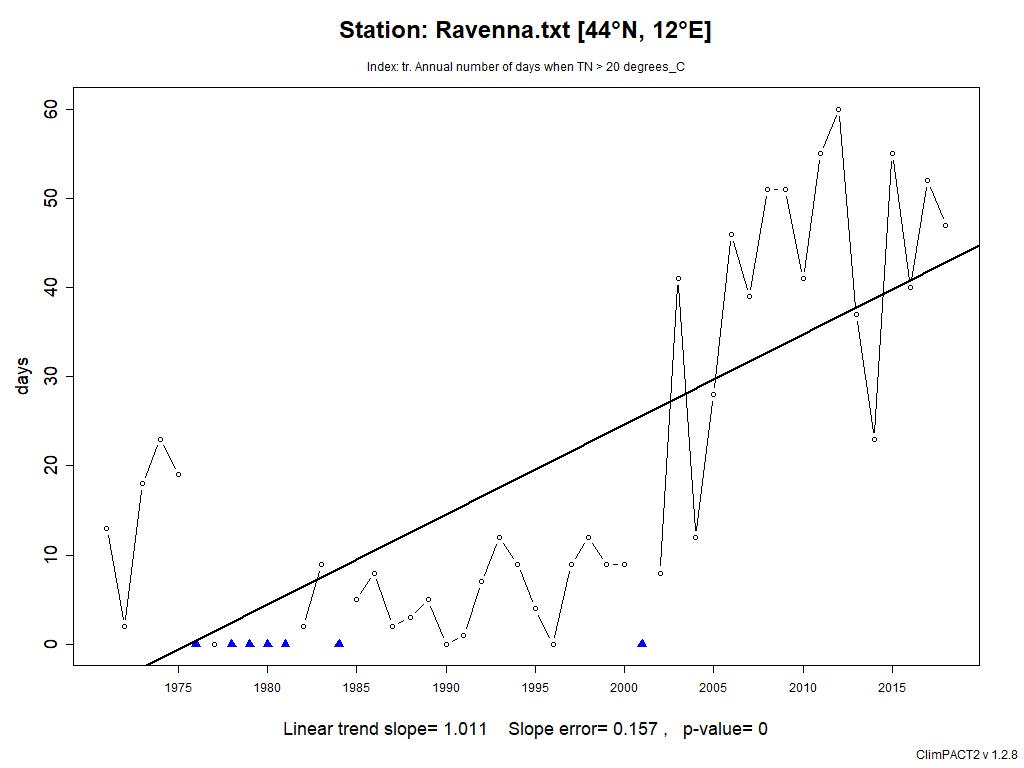 Station: Ravenna.txt [44°N, 12°E]
Index: tr. Annual number of days when TN > 20 degrees_C
60
50
40
30
20
10
0
days
1975 1980 1985 1990 1995 2000 2005 2010 2015
Linear trend slope= 1.011 Slope error= 0.157 , p-value= 0
ClimPACT2 v 1.2.8